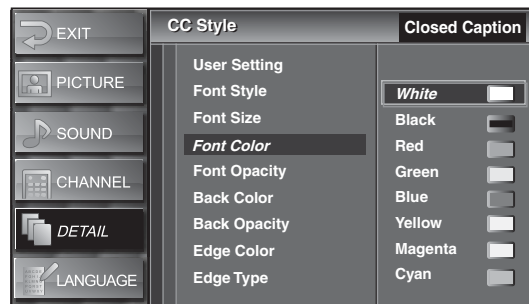 EXIT
PICTURE
SOUND
CHANNEL
DETAIL
LANGUAGE
CC Style
Closed Caption
User Setting
Font Style
Font Size
Font Color
Font Opacity
Back Color
Back Opacity
Edge Color
Edge Type
White
Black
Red
Green
Blue
Yellow
Magenta
Cyan